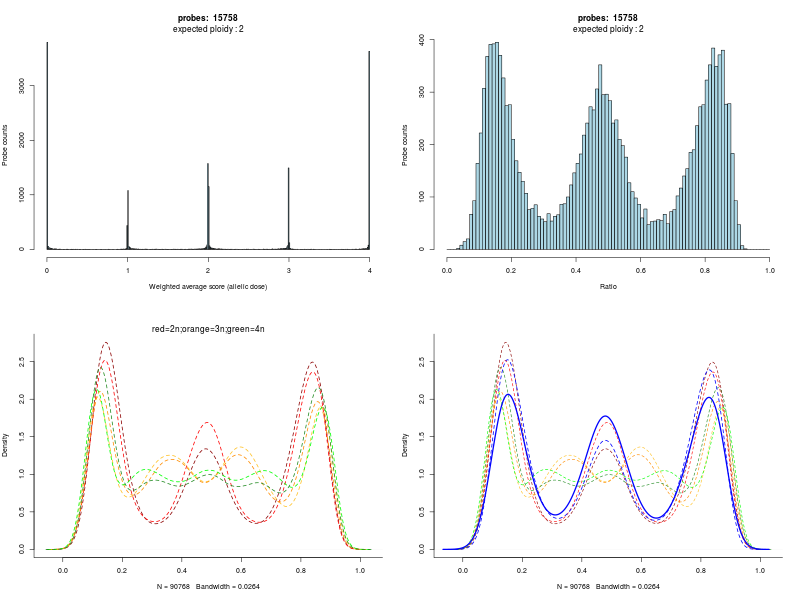 probes: 15758
expected ploidy : 2
Probe counts
3000
2000
1000
0
0 1 2 3 4
Weighted average score (allelic dose)
probes: 15758
expected ploidy : 2
Probe counts
400
300
200
100
0
0.0 0.2 0.4 0.6 0.8 1.0
Ratio
red=2n;orange=3n;green=4n
Density
2.5
2.0
1.5
1.0
0.5
0.0
0.0 0.2 0.4 0.6 0.8 1.0
N = 90768 Bandwidth = 0.0264
Density
2.5
2.0
1.5
1.0
0.5
0.0
0.0 0.2 0.4 0.6 0.8 1.0
N = 90768 Bandwidth = 0.0264